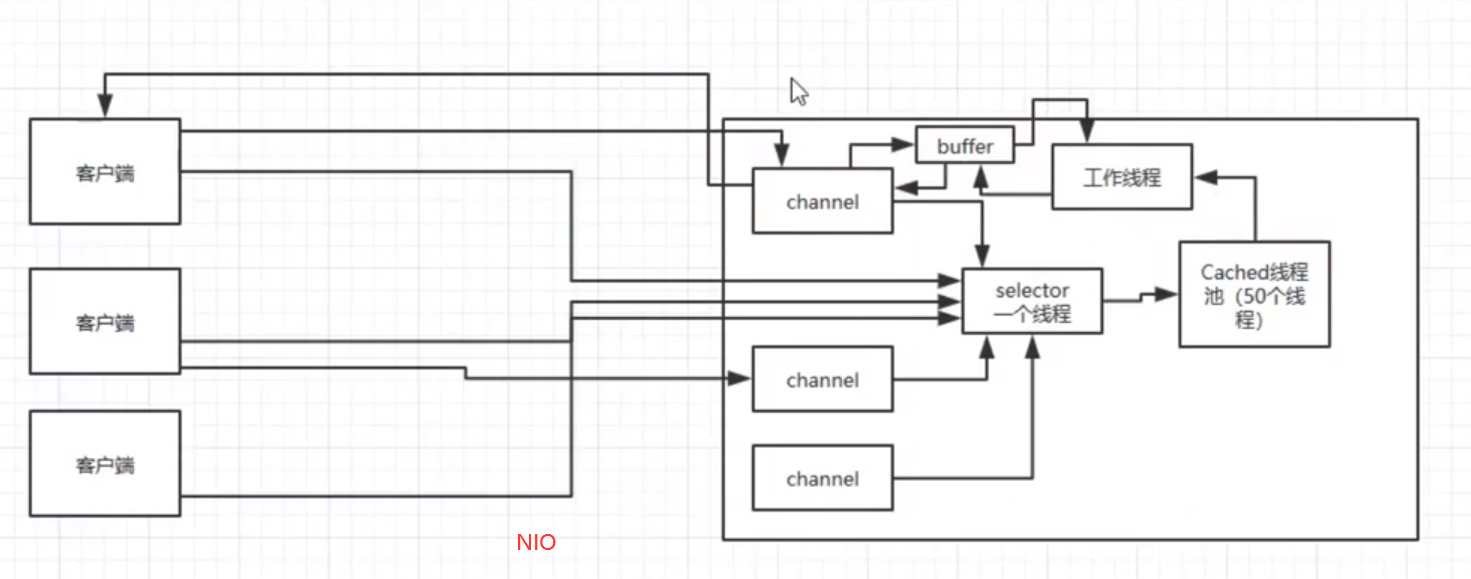 客户端
channel
buffer
工作线程
客户端
selector
一个线程
Cached线程
池（50个线
程）
channel
客户端
channel
NIO